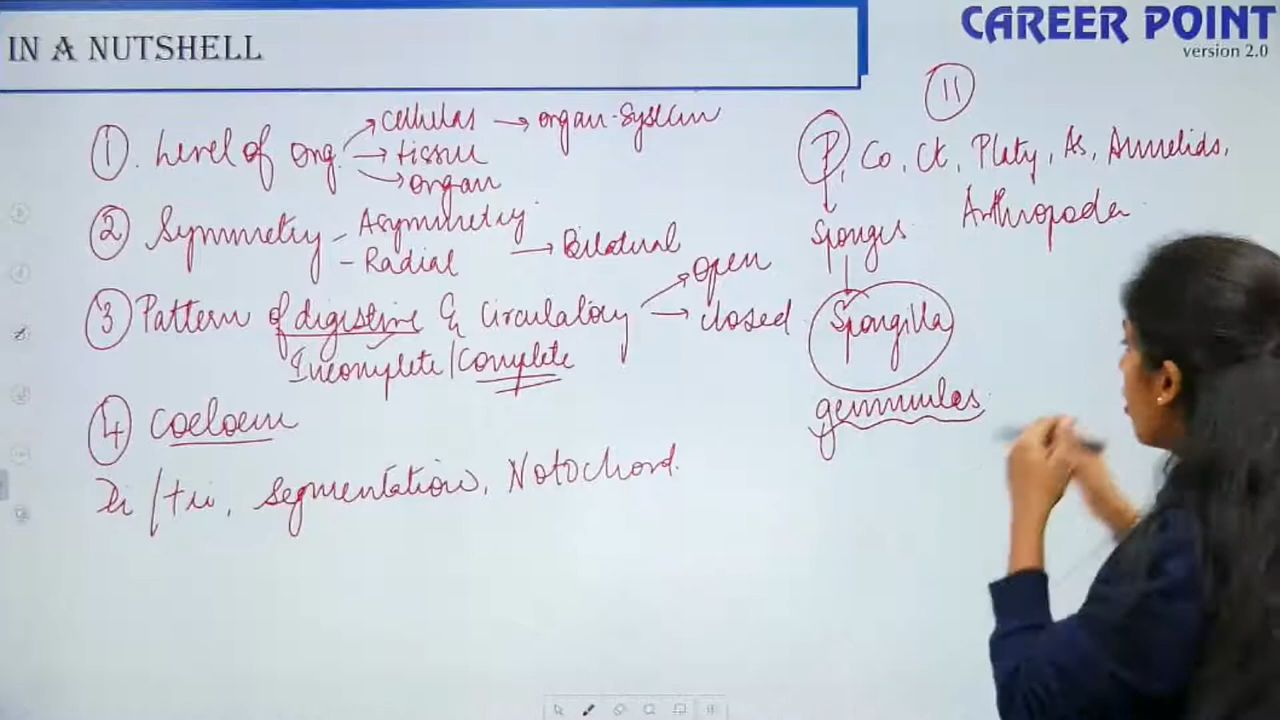 IN A NUTSHELL
CAREER POINT
version 2.0
11
① Level of org. → cellular → organ-system
→ tissue
→ organ
② Symmetry - Asymmetry
- Radial → Bilateral
③ Pattern of digestive & circulatory → open
→ closed
Incomplete/Complete
④ Coeloem
Di/tri, segmentation, Notochord.
P, Co, Ct, Platy, As, Annelids,
Arthropoda
Sponges
Spongilla
gemmules